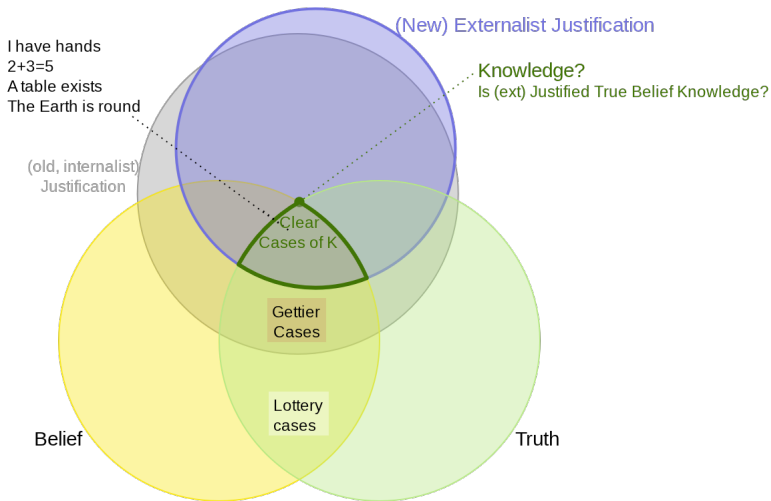 (New) Externalist Justification
I have hands
2+3=5
A table exists
The Earth is round
Knowledge?
Is (ext) Justified True Belief Knowledge?
(old, internalist)
Justification
Clear
Cases of K
Gettier
Cases
Lottery
cases
Belief
Truth